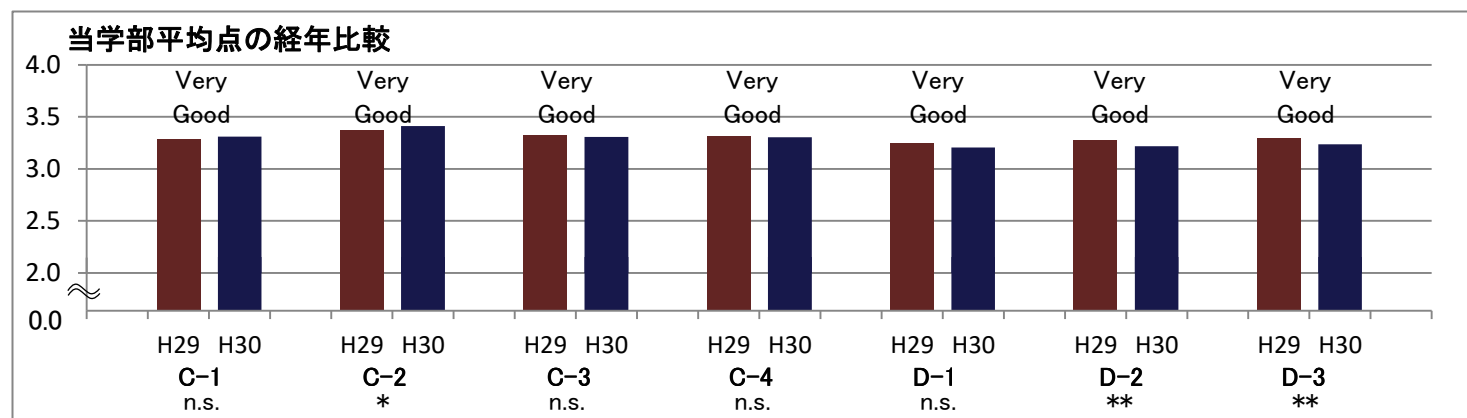 当学部平均点の経年比較
4.0
3.5
3.0
2.5
2.0
0.0
Very Good Very Good Very Good Very Good Very Good Very Good Very Good
H29 H30 H29 H30 H29 H30 H29 H30 H29 H30 H29 H30 H29 H30
C-1 C-2 C-3 C-4 D-1 D-2 D-3
n.s. * n.s. n.s. n.s. ** **